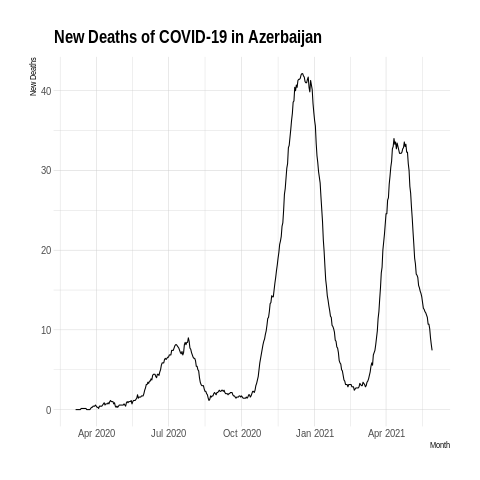 New Deaths of COVID-19 in Azerbaijan
New Deaths
40
30
20
10
0
Apr 2020 Jul 2020 Oct 2020 Jan 2021 Apr 2021
Month